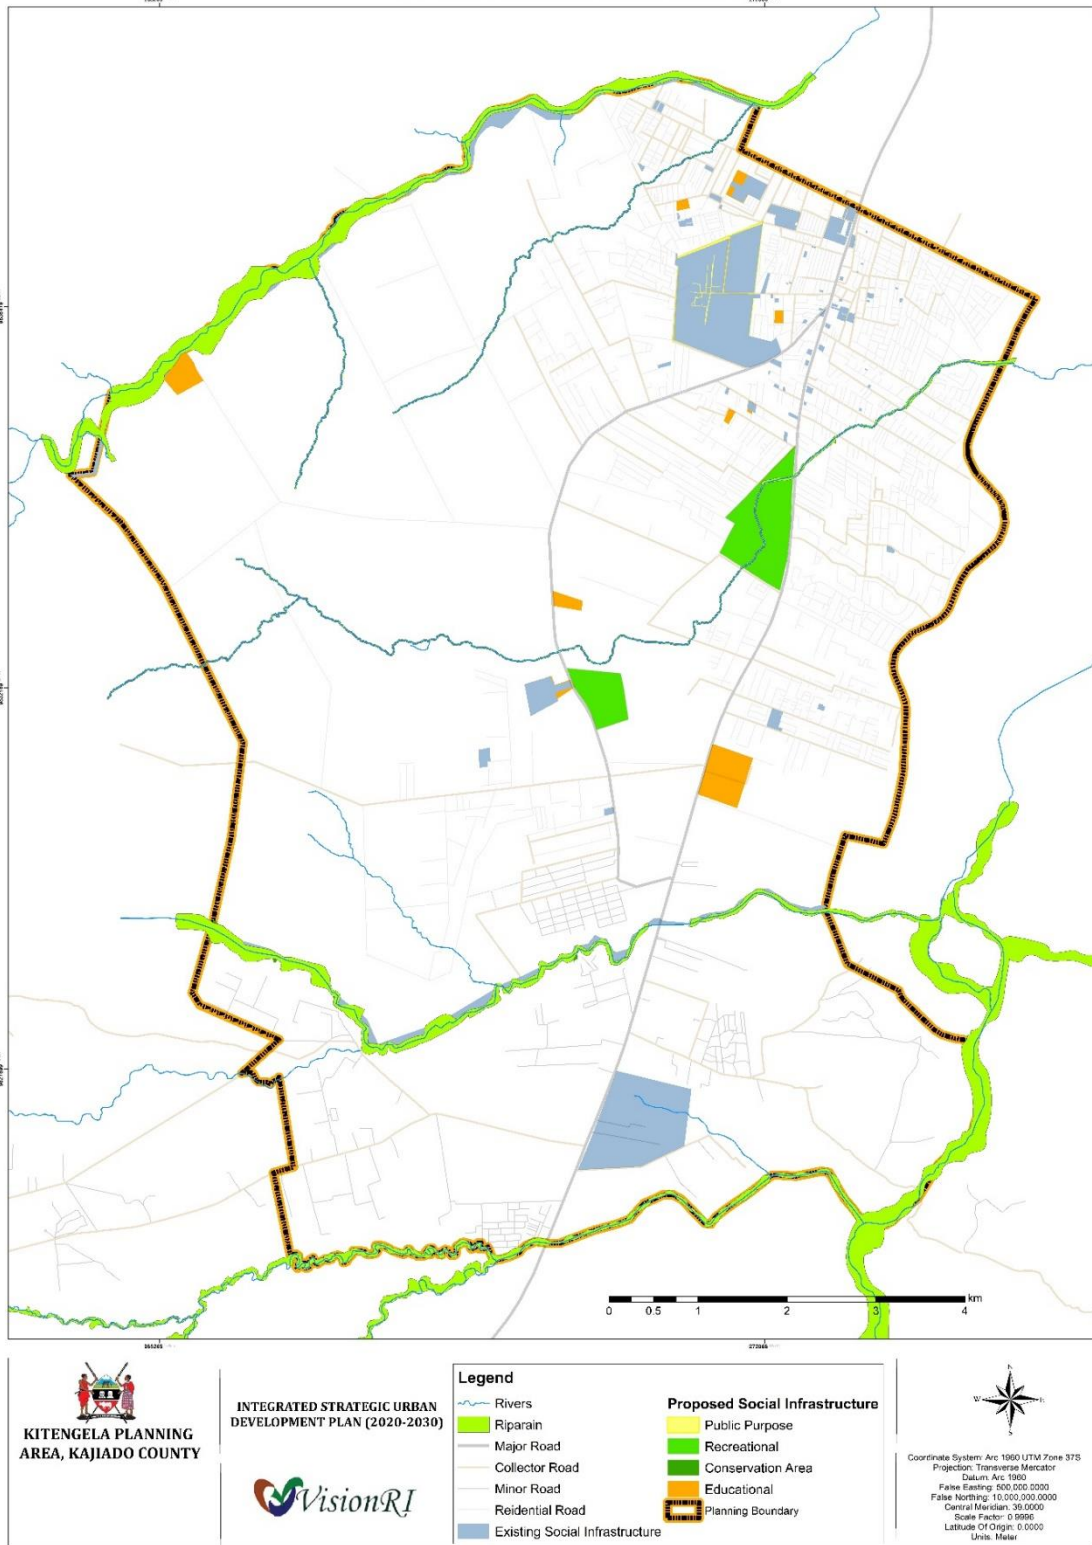 km
0 0.5 1 2 3 4
KITENGELA PLANNING
AREA, KAJIADO COUNTY
INTEGRATED STRATEGIC URBAN
DEVELOPMENT PLAN (2020-2030)
VisionRI
Legend
Rivers
Riparain
Major Road
Collector Road
Minor Road
Reidential Road
Existing Social Infrastructure
Proposed Social Infrastructure
Public Purpose
Recreational
Conservation Area
Educational
Planning Boundary
N
W E
S
Coordinate System: Arc 1960 UTM Zone 37S
Projection: Transverse Mercator
Datum: Arc 1960
False Easting: 500,000.0000
False Northing: 10,000,000.0000
Central Meridian: 39.0000
Scale Factor: 0.9996
Latitude Of Origin: 0.0000
Units: Meter